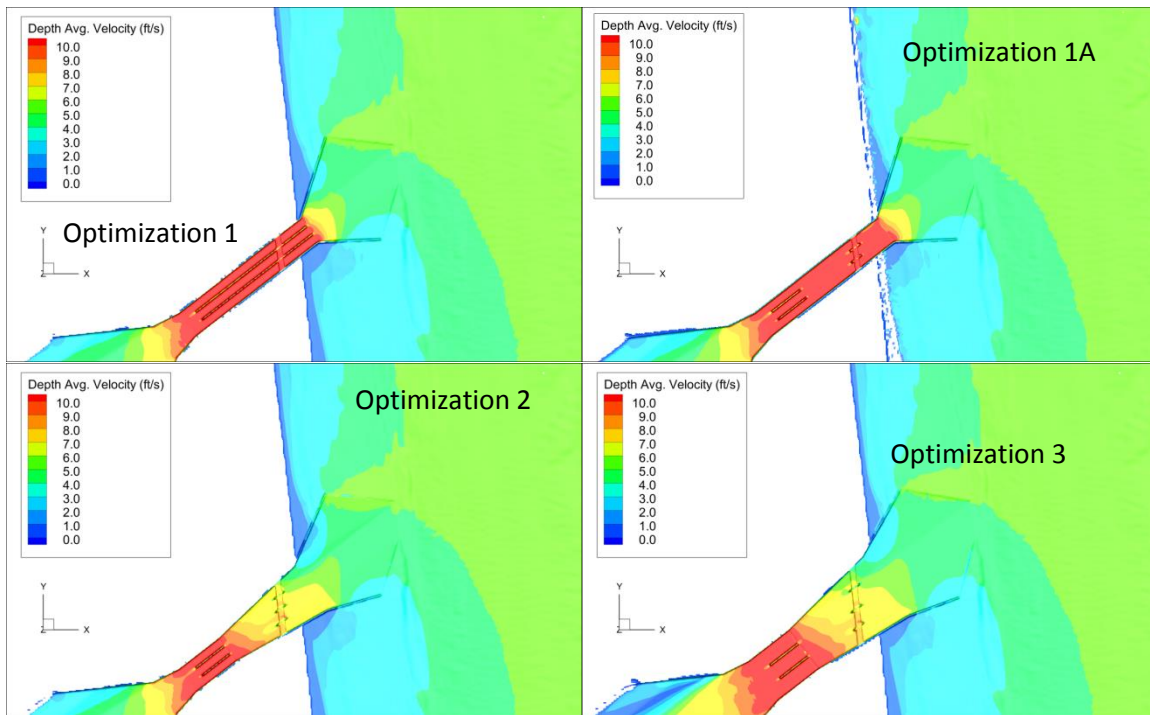 Depth Avg. Velocity (ft/s)
10.0
9.0
8.0
7.0
6.0
5.0
4.0
3.0
2.0
1.0
0.0
Optimization 1
Y
Z
X
Depth Avg. Velocity (ft/s)
10.0
9.0
8.0
7.0
6.0
5.0
4.0
3.0
2.0
1.0
0.0
Optimization 1A
Y
Z
X
Depth Avg. Velocity (ft/s)
10.0
9.0
8.0
7.0
6.0
5.0
4.0
3.0
2.0
1.0
0.0
Optimization 2
Y
Z
X
Depth Avg. Velocity (ft/s)
10.0
9.0
8.0
7.0
6.0
5.0
4.0
3.0
2.0
1.0
0.0
Optimization 3
Y
Z
X